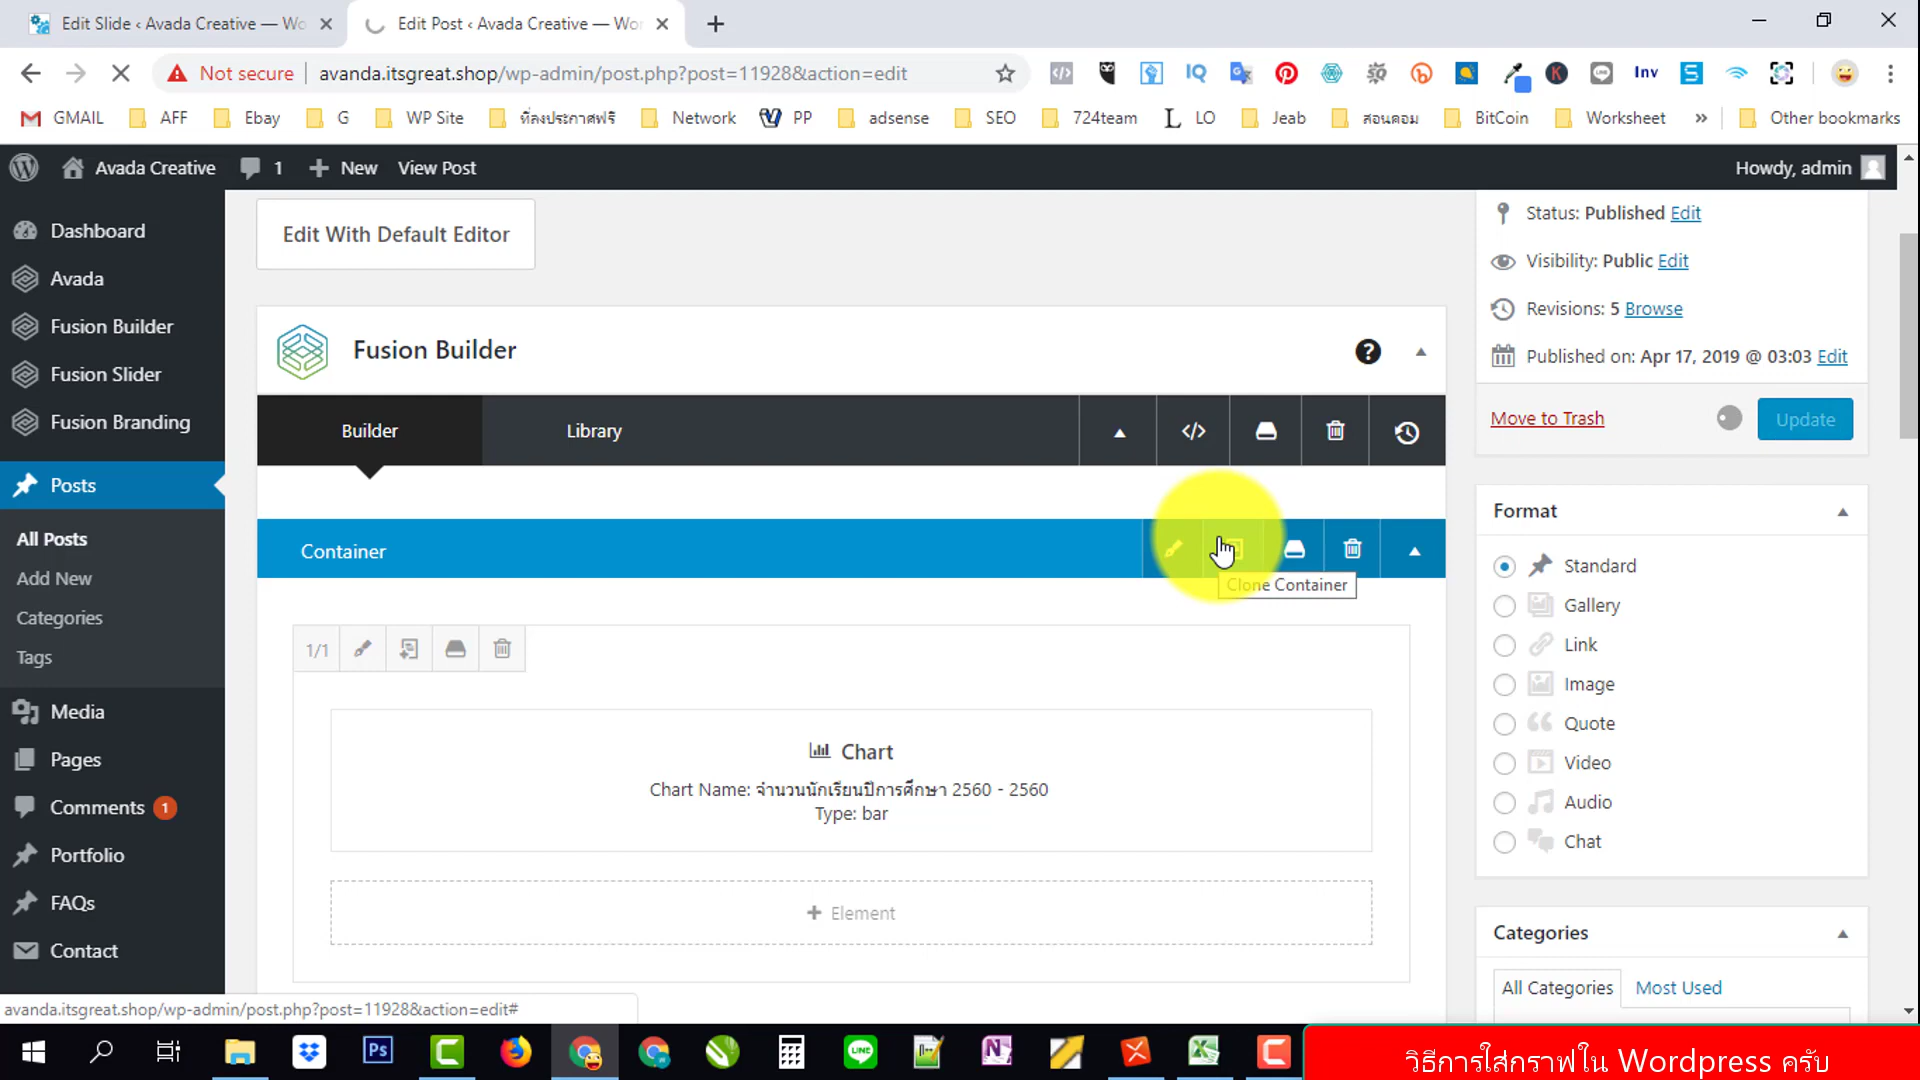 Edit Slide ‹ Avada Creative — Wo
Edit Post ‹ Avada Creative — Wor
Not secure
avanda.itsgreat.shop/wp-admin/post.php?post=11928&action=edit
IQ
Inv
GMAIL
AFF
Ebay
G
WP Site
ที่ลงประกาศฟรี
Network
PP
adsense
SEO
724team
LO
Jeab
สอนคอม
BitCoin
Worksheet
»
Other bookmarks
Avada Creative
1
New
View Post
Howdy, admin
Dashboard
Avada
Fusion Builder
Fusion Slider
Fusion Branding
Posts
All Posts
Add New
Categories
Tags
Media
Pages
Comments 1
Portfolio
FAQs
Contact
Edit With Default Editor
Fusion Builder
Builder
Library
Container
Clone Container
1/1
Chart
Chart Name: จำนวนนักเรียนปีการศึกษา 2560 - 2560
Type: bar
+ Element
Status: Published Edit
Visibility: Public Edit
Revisions: 5 Browse
Published on: Apr 17, 2019 @ 03:03 Edit
Move to Trash
Update
Format
Standard
Gallery
Link
Image
Quote
Video
Audio
Chat
Categories
All Categories
Most Used
avanda.itsgreat.shop/wp-admin/post.php?post=11928&action=edit#
วิธีการใส่กราฟใน Wordpress ครับ